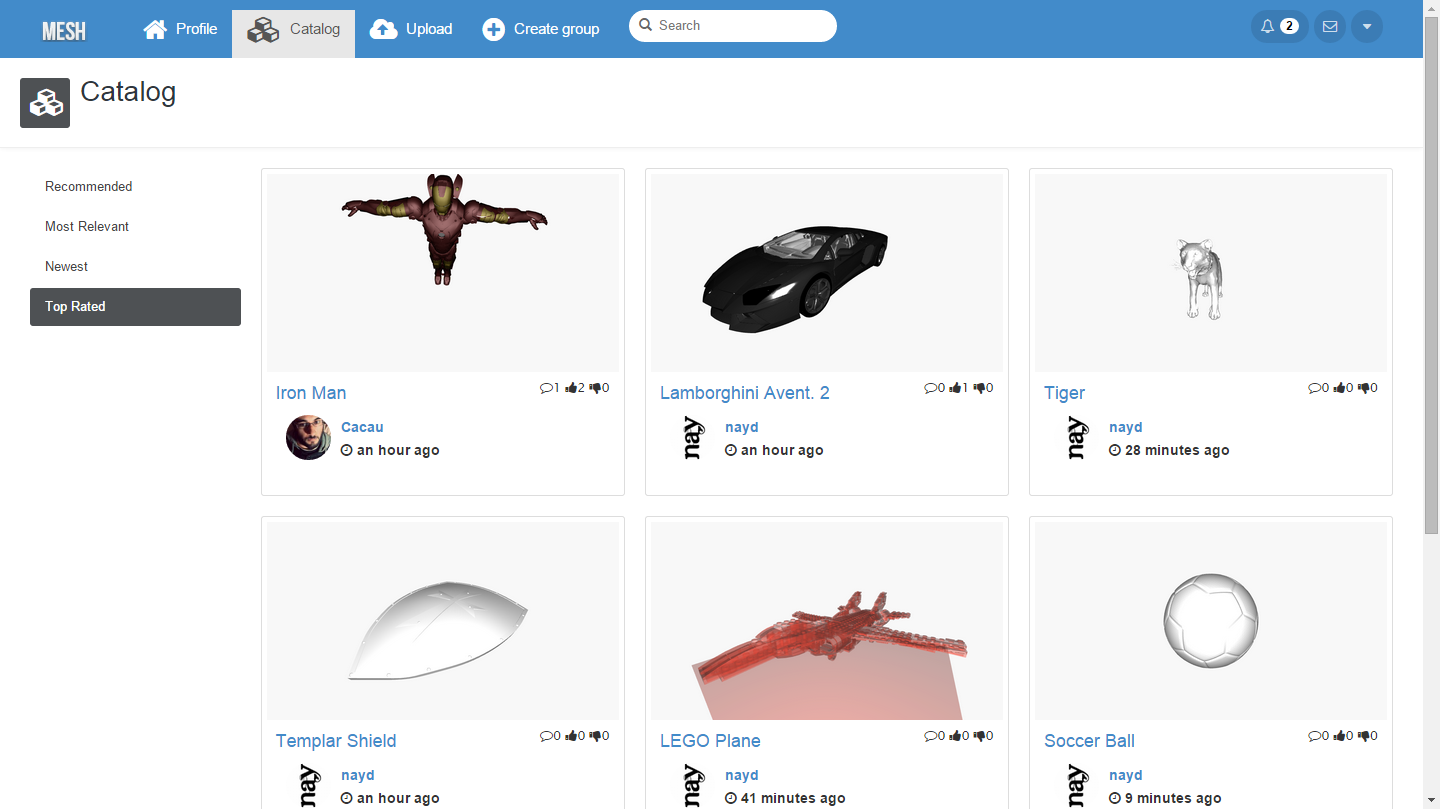 MESH Profile Catalog Upload Create group Search 2
Catalog
Recommended
Most Relevant
Newest
Top Rated
Iron Man 1 2 0
Cacau
an hour ago
Lamborghini Avent. 2 0 1 0
nayd
an hour ago
Tiger 0 0 0
nayd
28 minutes ago
Templar Shield 0 0 0
nayd
an hour ago
LEGO Plane 0 0 0
nayd
41 minutes ago
Soccer Ball 0 0 0
nayd
9 minutes ago
nay
nay
nay
nay
nay